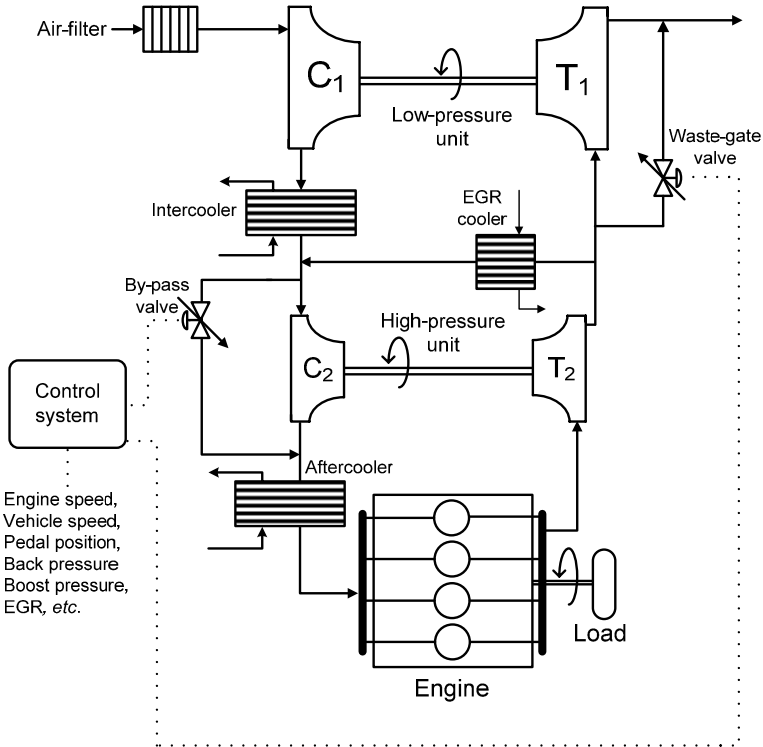 Air-filter
C1
T1
Low-pressure
unit
Waste-gate
valve
Intercooler
EGR
cooler
By-pass
valve
High-pressure
unit
C2
T2
Control
system
Aftercooler
Engine speed,
Vehicle speed,
Pedal position,
Back pressure
Boost pressure,
EGR, etc.
Load
Engine